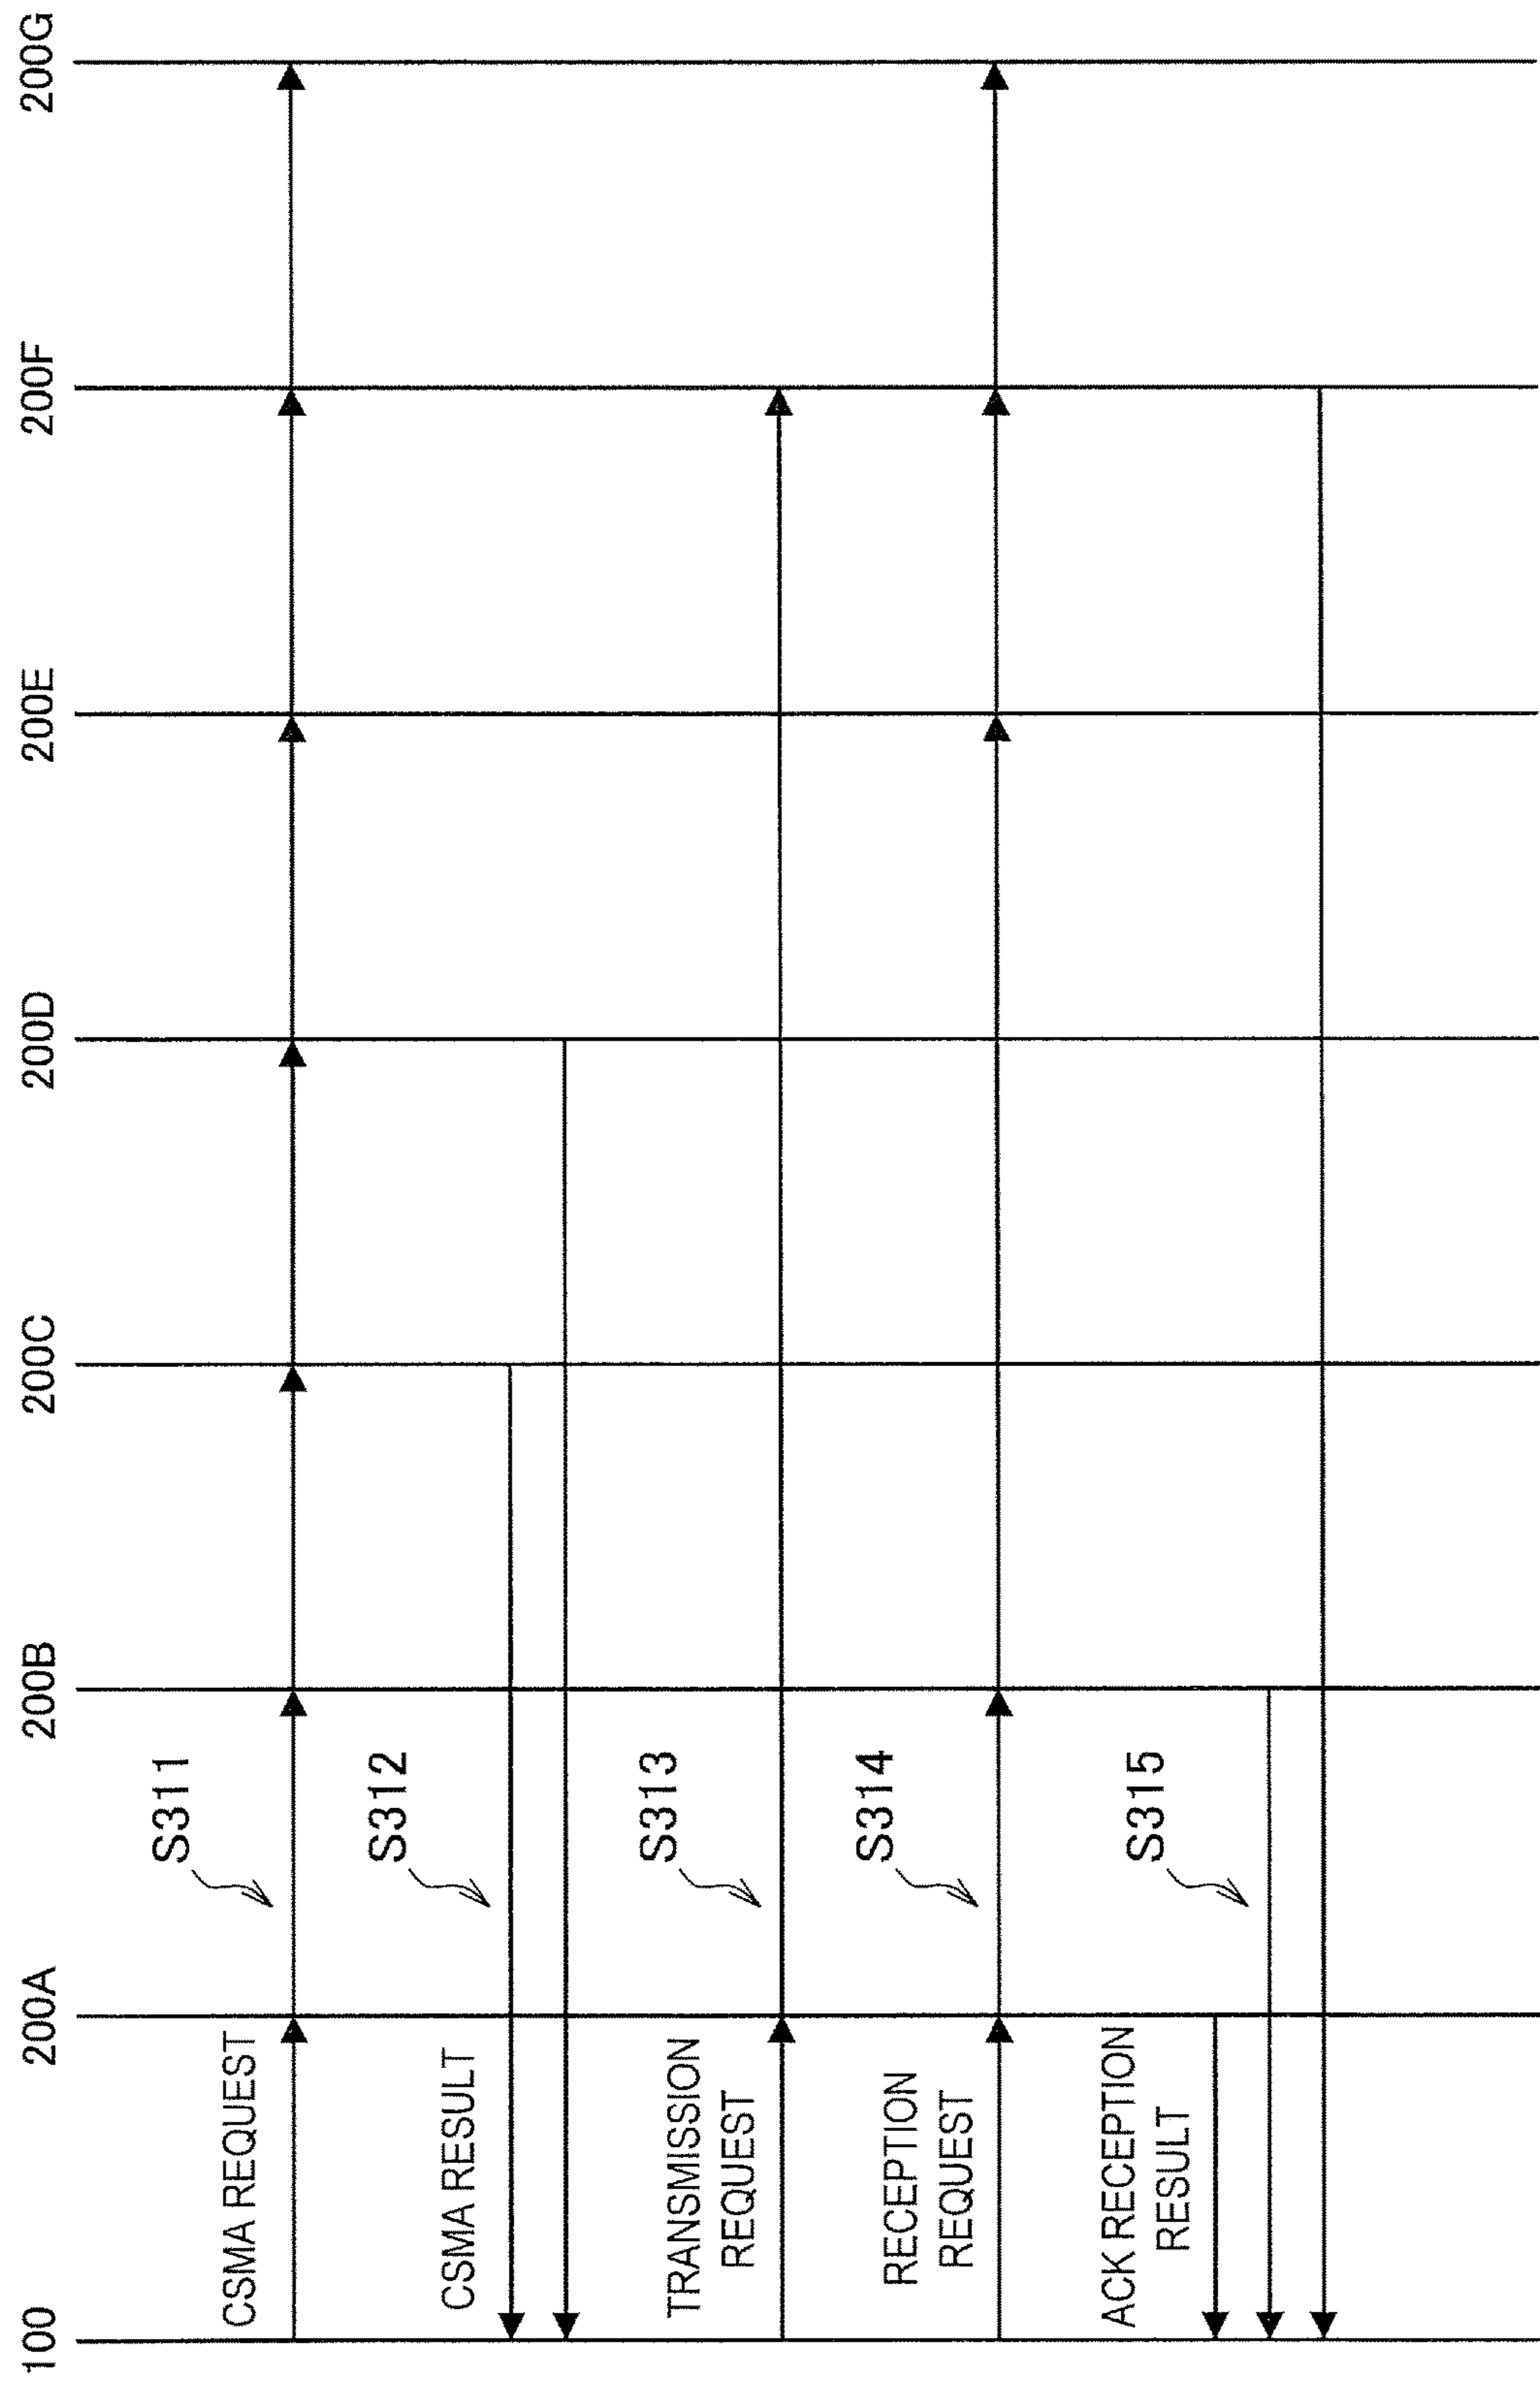 100
200A
200B
200C
200D
200E
200F
200G
S311
CSMA REQUEST
S312
CSMA RESULT
S313
TRANSMISSION
REQUEST
S314
RECEPTION
REQUEST
S315
ACK RECEPTION
RESULT